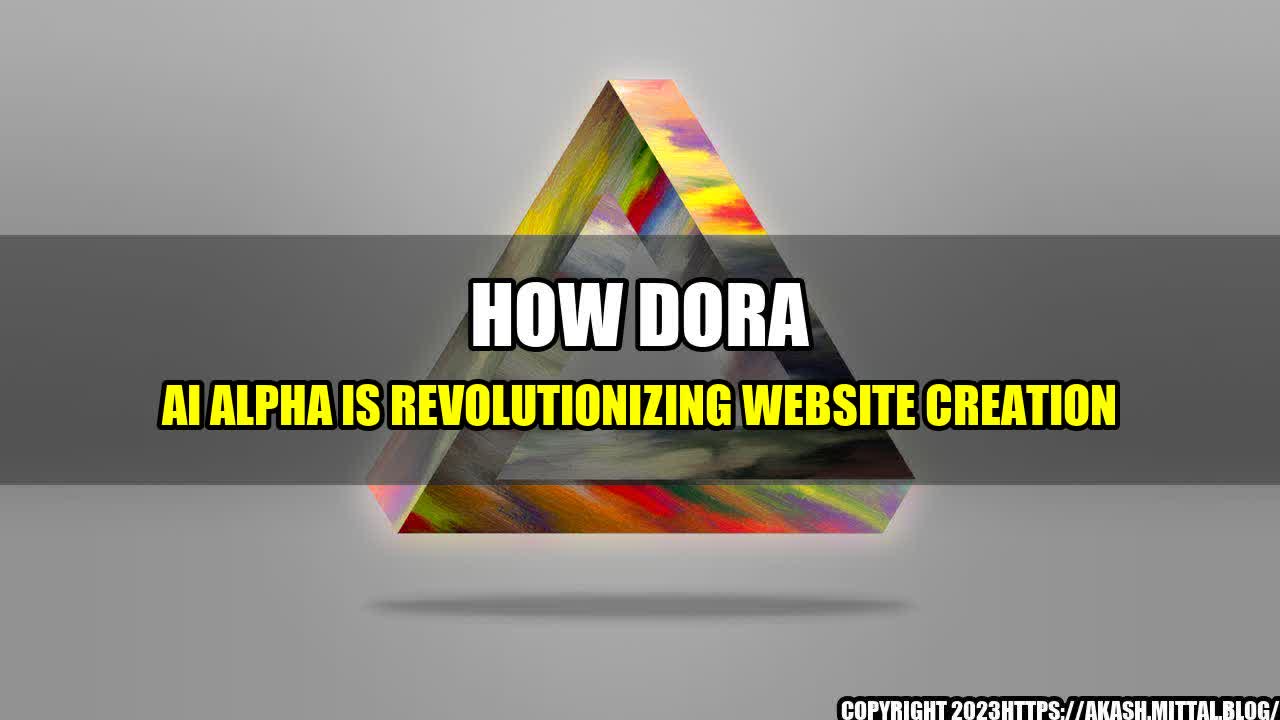 HOW DORA
AI ALPHA IS REVOLUTIONIZING WEBSITE CREATION
COPYRIGHT 2023HTTPS://AKASH.MITTAL.BLOG/